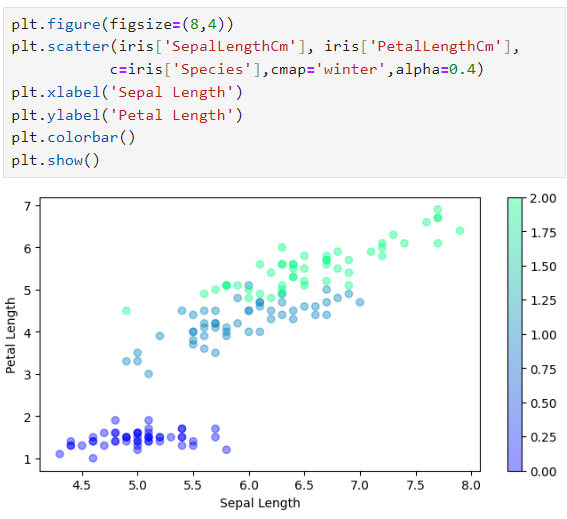 plt.figure(figsize=(8,4))
plt.scatter(iris['SepalLengthCm'], iris['PetalLengthCm'],
            c=iris['Species'],cmap='winter',alpha=0.4)
plt.xlabel('Sepal Length')
plt.ylabel('Petal Length')
plt.colorbar()
plt.show()
7
6
5
4
3
2
1
Petal Length
4.5 5.0 5.5 6.0 6.5 7.0 7.5 8.0
Sepal Length
2.00
1.75
1.50
1.25
1.00
0.75
0.50
0.25
0.00